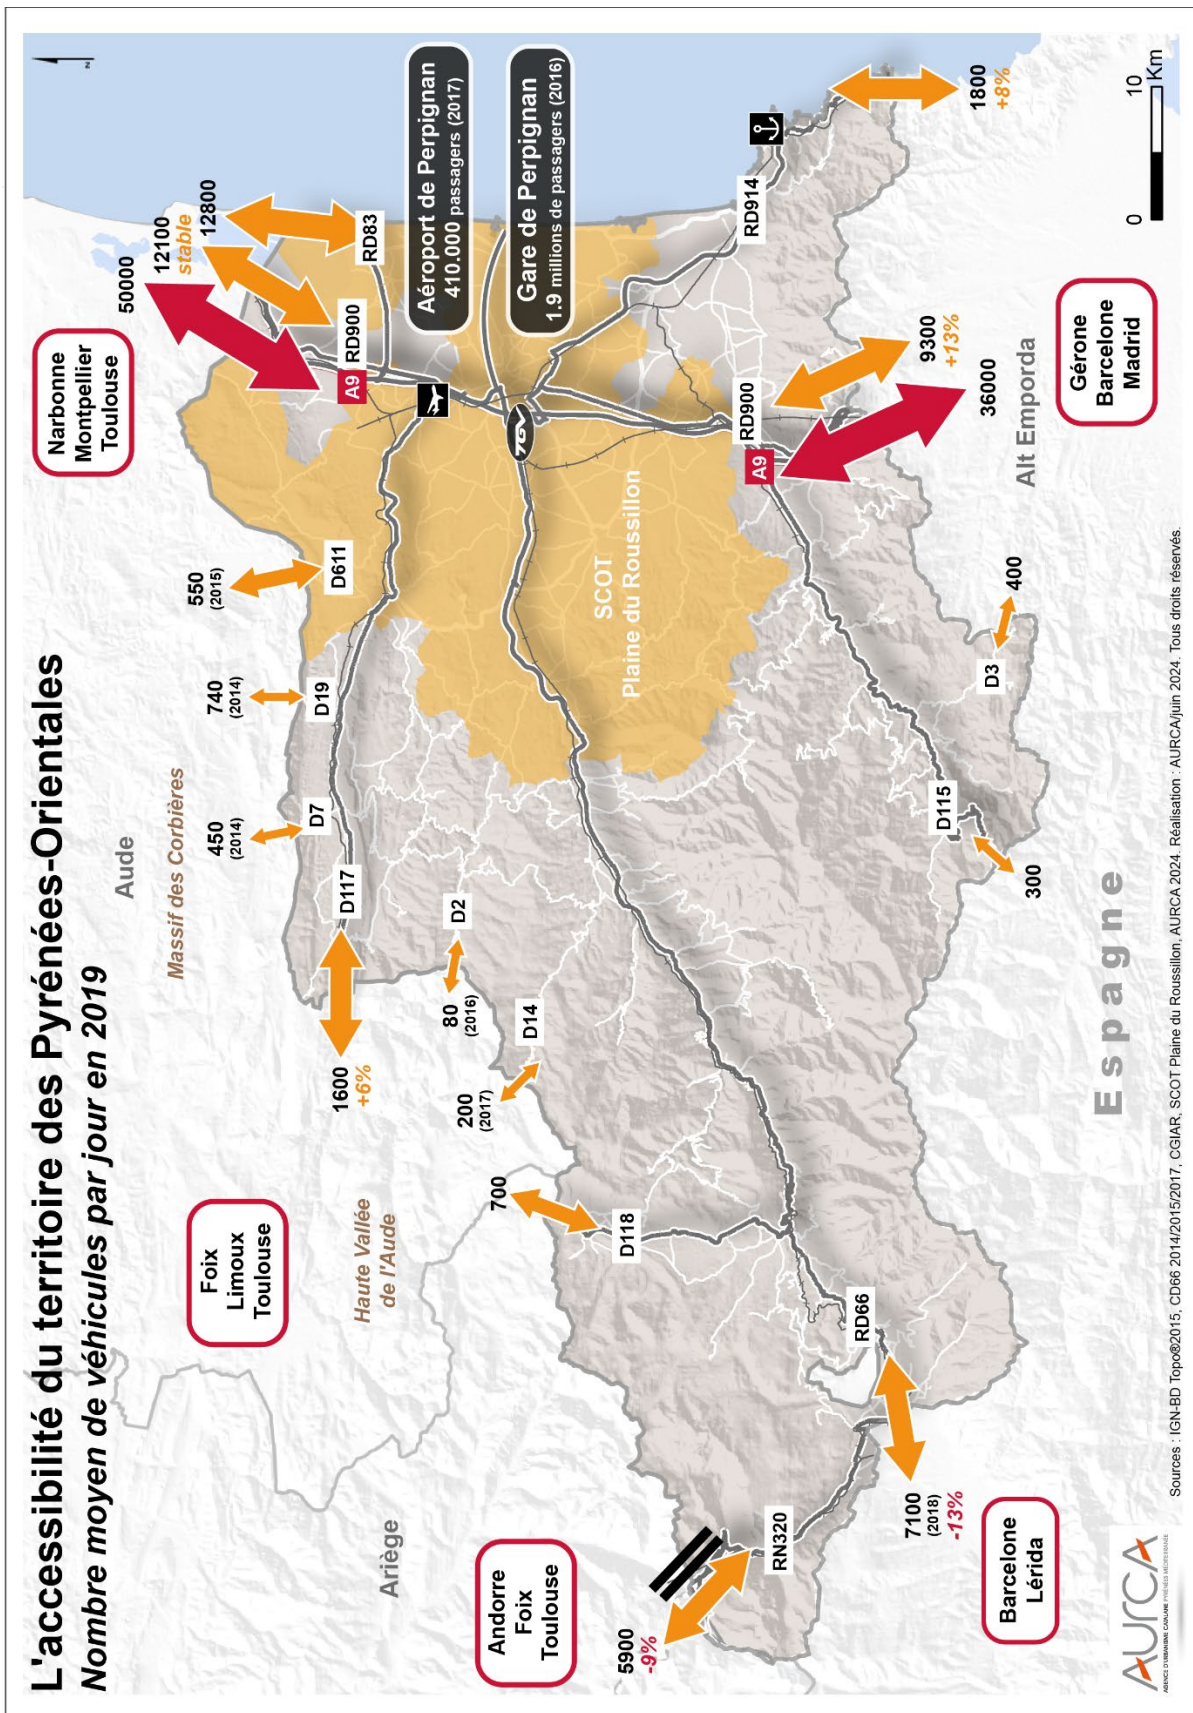 L'accessibilité du territoire des Pyrénées-Orientales
Nombre moyen de véhicules par jour en 2019
N
Narbonne
Montpellier
Toulouse
50000
12100
stable
12800
RD83
RD900
A9
Aéroport de Perpignan
410.000 passagers (2017)
Gare de Perpignan
1.9 millions de passagers (2016)
TGV
Aude
Massif des Corbières
550
(2015)
D611
740
(2014)
D19
450
(2014)
D7
D117
1600
+6%
D2
80
(2016)
D14
200
(2017)
Foix
Limoux
Toulouse
Haute Vallée
de l'Aude
700
D118
Ariège
Andorre
Foix
Toulouse
5900
-9%
RN320
RD66
7100
(2018)
-13%
Barcelone
Lérida
SCOT
Plaine du Roussillon
RD914
1800
+8%
RD900
A9
9300
+13%
36000
Alt Emporda
Gérone
Barcelone
Madrid
D3
400
D115
300
Espagne
0
10
Km
AURCA
AGENCE D'URBANISME CATALANE PYRÉNÉES MÉDITERRANÉE
Sources : IGN-BD Topo®2015, CD66 2014/2015/2017, CGIAR, SCOT Plaine du Roussillon, AURCA 2024. Réalisation : AURCA/juin 2024. Tous droits réservés.